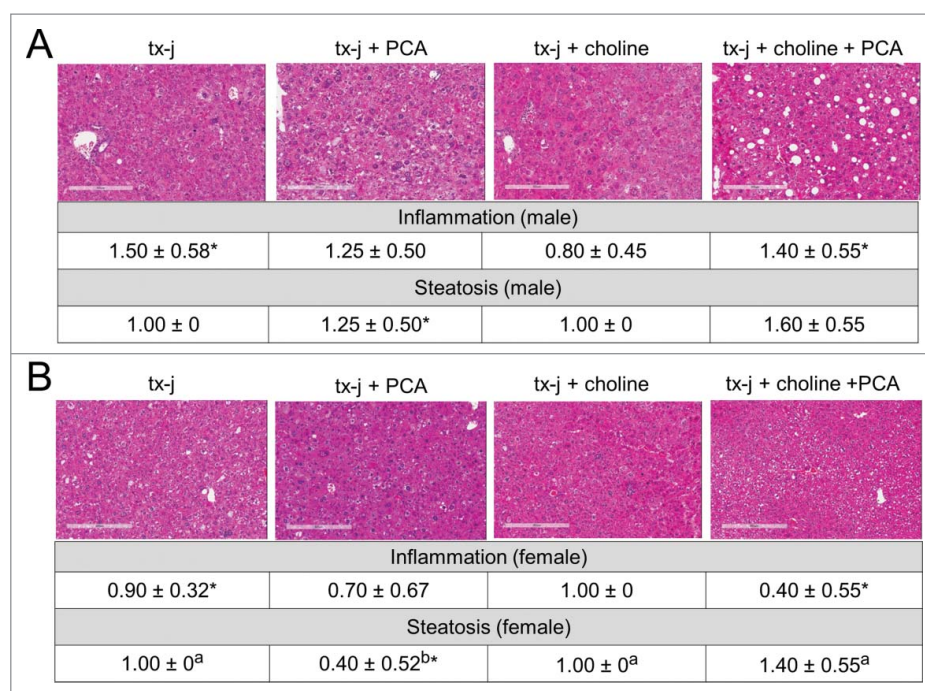 A
tx-j tx-j + PCA tx-j + choline tx-j + choline + PCA
Inflammation (male)
1.50 ± 0.58* 1.25 ± 0.50 0.80 ± 0.45 1.40 ± 0.55*
Steatosis (male)
1.00 ± 0 1.25 ± 0.50* 1.00 ± 0 1.60 ± 0.55
B
tx-j tx-j + PCA tx-j + choline tx-j + choline +PCA
Inflammation (female)
0.90 ± 0.32* 0.70 ± 0.67 1.00 ± 0 0.40 ± 0.55*
Steatosis (female)
1.00 ± 0ᵃ 0.40 ± 0.52ᵇ* 1.00 ± 0ᵃ 1.40 ± 0.55ᵃ